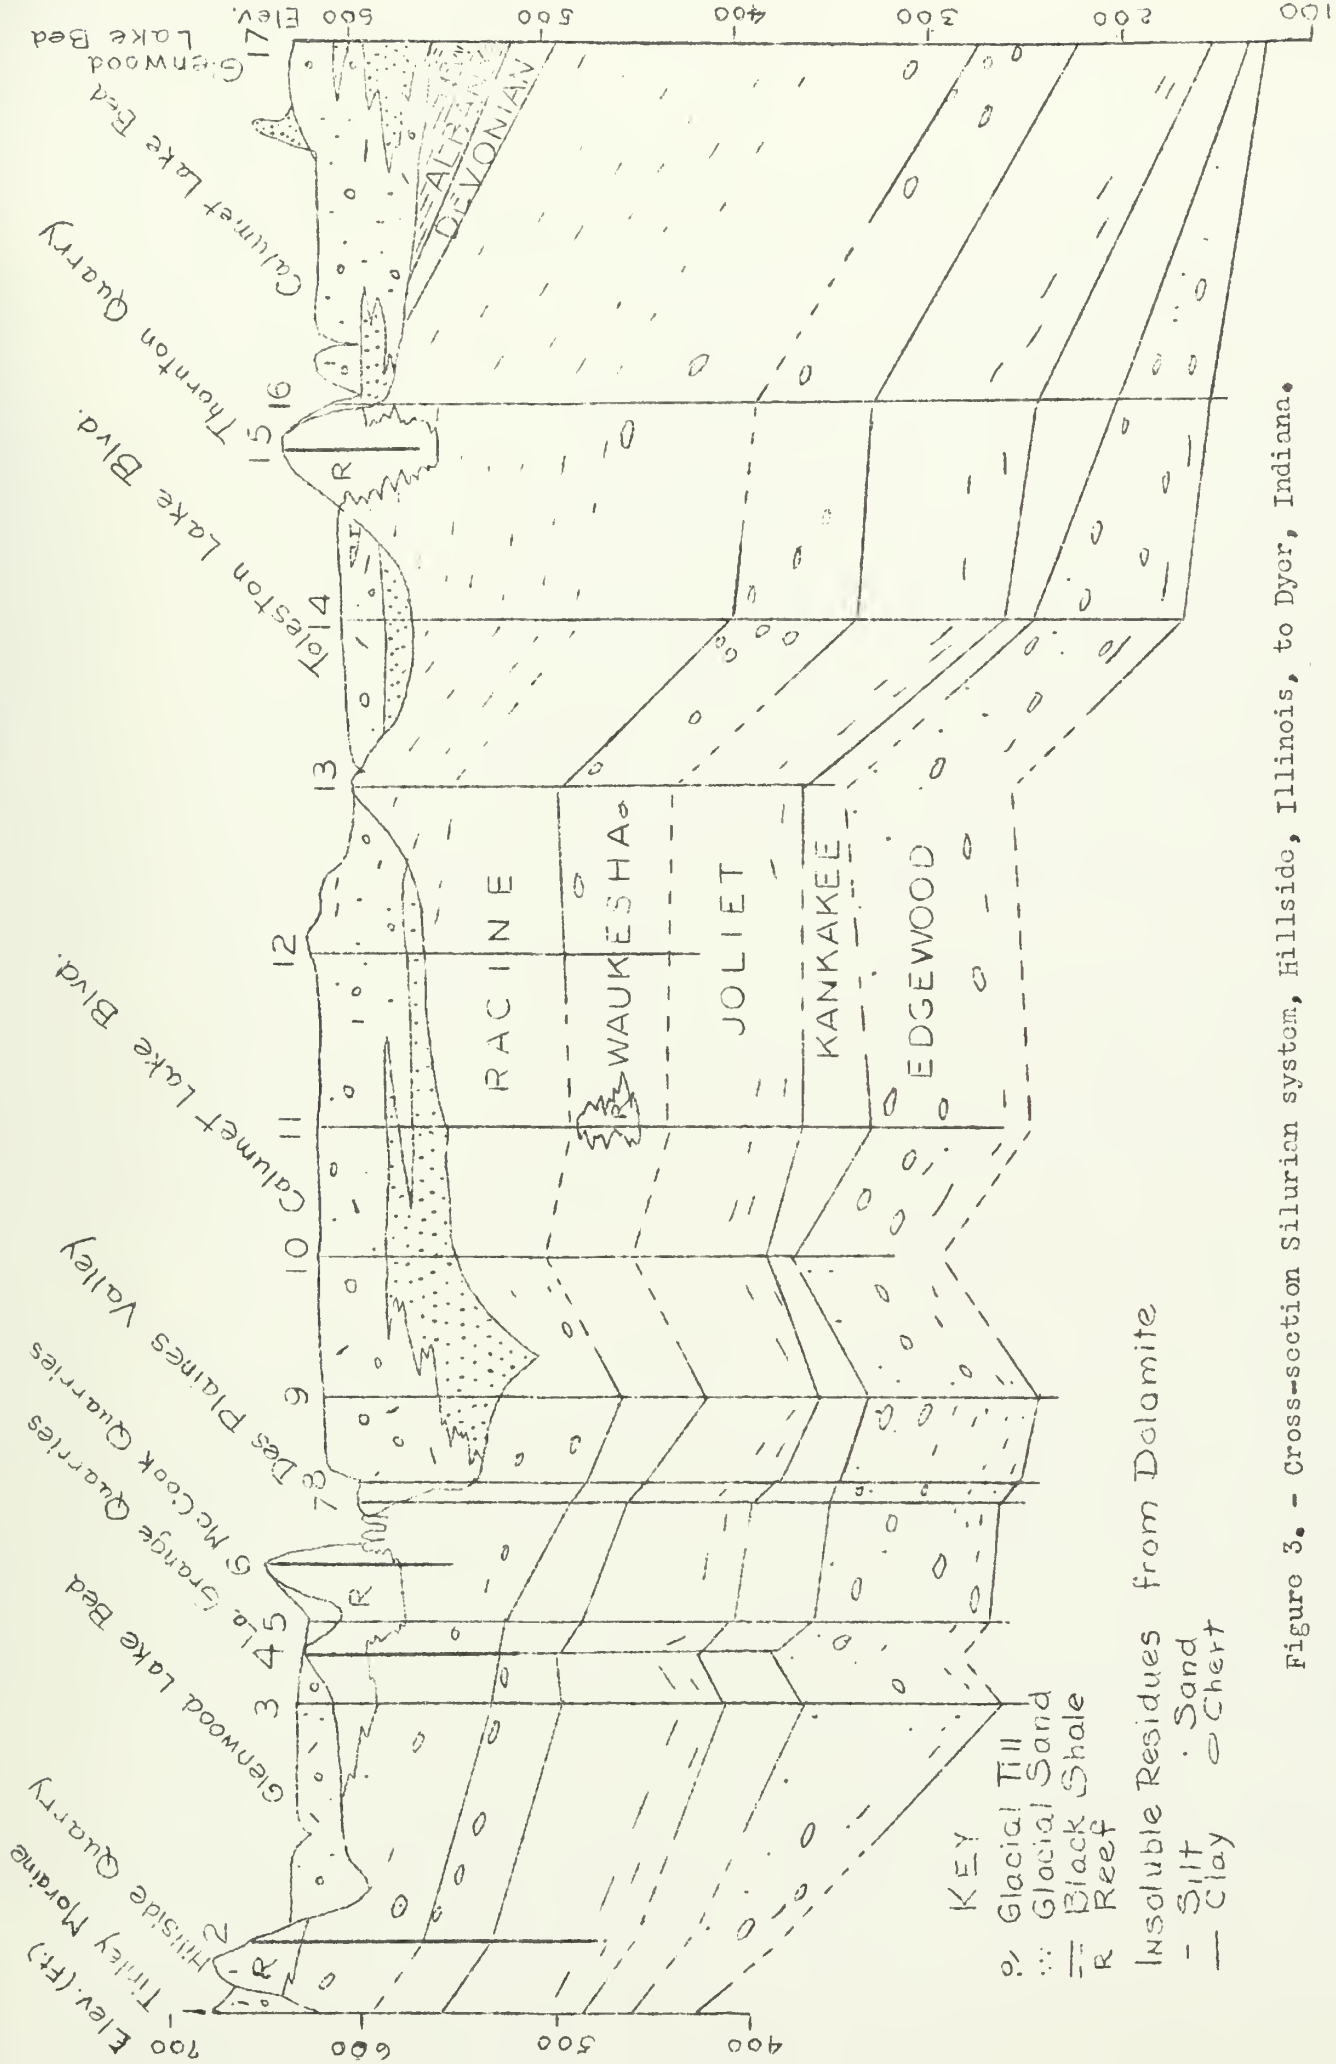 Elev. (Ft.)
Tinley Moraine
Hillside Quarry
Glenwood Lake Bed
La Grange Quarries
McCook Quarries
Des Plaines Valley
Calumet Lake Blvd.
Toleston Lake Blvd.
Thornton Quarry
Calumet Lake Bed
Glenwood
Lake Bed
1 2 3 4 5 6 7 8 9 10 11 12 13 14 15 16 17
700
600
500
400
Elev.
600
500
400
300
200
100
R
R
R
R
RACINE
WAUKESHA
JOLIET
KANKAKEE
EDGEWOOD
DEVONIAN
KEY
Glacial Till
Glacial Sand
Black Shale
R Reef
Insoluble Residues from Dolamite
- Silt . Sand
— Clay Chert
Figure 3. - Cross-section Silurian system, Hillside, Illinois, to Dyer, Indiana.